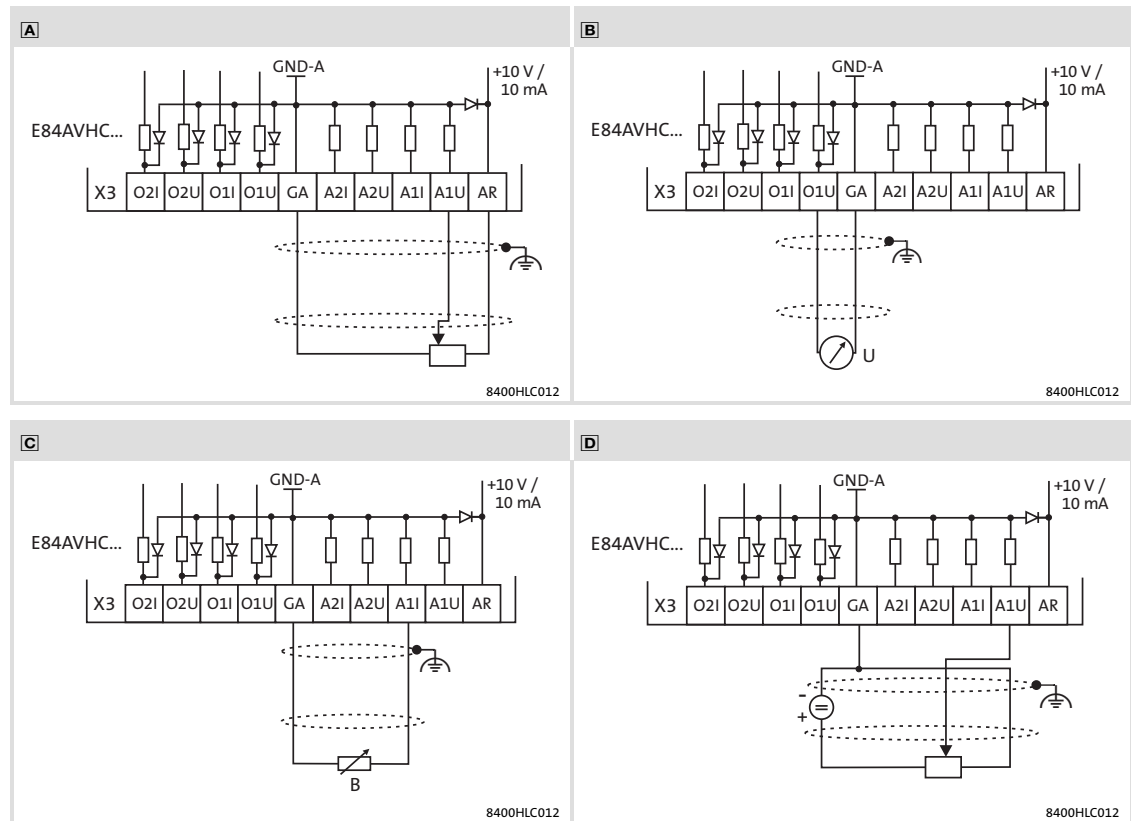 A
GND-A
+10 V /
10 mA
E84AVHC...
X3 O2I O2U O1I O1U GA A2I A2U A1I A1U AR
8400HLC012
B
GND-A
+10 V /
10 mA
E84AVHC...
X3 O2I O2U O1I O1U GA A2I A2U A1I A1U AR
U
8400HLC012
C
GND-A
+10 V /
10 mA
E84AVHC...
X3 O2I O2U O1I O1U GA A2I A2U A1I A1U AR
B
8400HLC012
D
GND-A
+10 V /
10 mA
E84AVHC...
X3 O2I O2U O1I O1U GA A2I A2U A1I A1U AR
-
+
8400HLC012